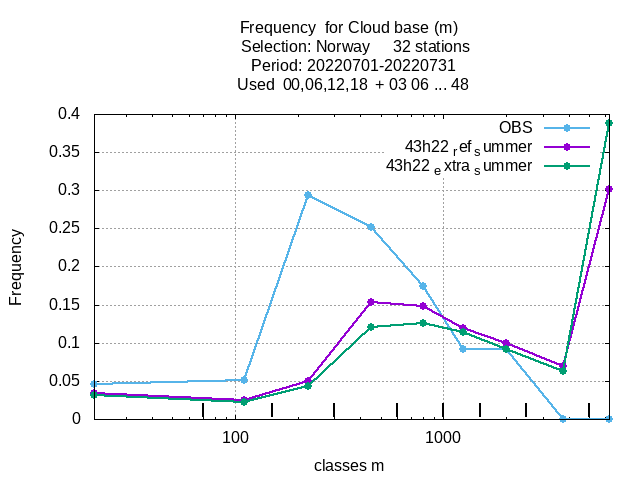 Frequency  for Cloud base (m)
Selection: Norway     32 stations
Period: 20220701-20220731
Used  00,06,12,18  + 03 06 ... 48
0.4
0.35
0.3
0.25
0.2
0.15
0.1
0.05
0
Frequency
OBS
43h22 ref summer
43h22 extra summer
100
1000
classes m